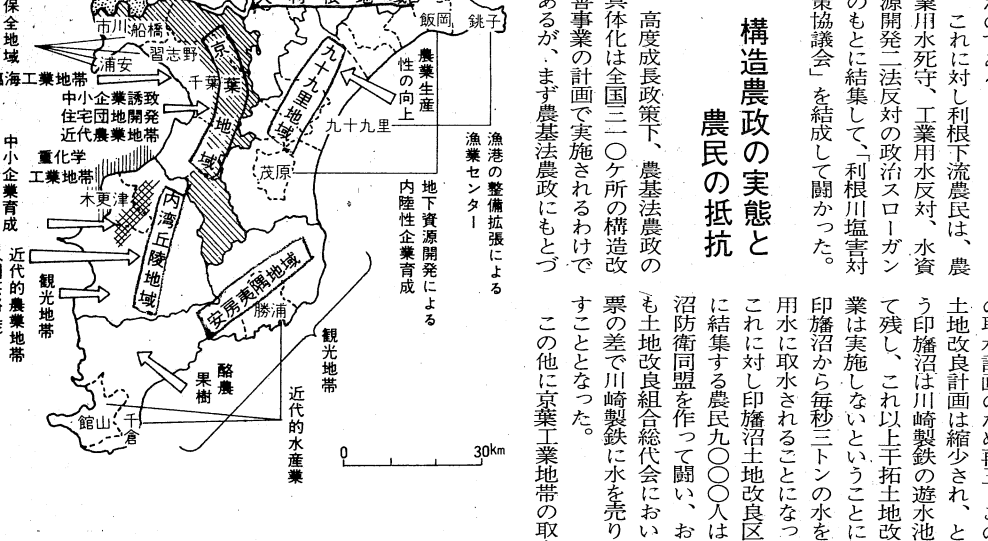 これに対し利根下流農民は、農
業用水死守、工業用水反対、水資
源開発二法反対の政治スローガン
のもとに結集して、「利根川塩害対
策協議会」を結成して闘かった。
構造農政の実態と
農民の抵抗
高度成長政策下、農基法農政の
具体化は全国三一〇ケ所の構造改
善事業の計画で実施されるわけで
あるが、まず農基法農政にもとづ
土地改良計画は縮少され、と
う印旛沼は川崎製鉄の遊水池
て残し、これ以上干拓土地改
業は実施しないということに
印旛沼から毎秒三トンの水を
用水に取水されることになっ
これに対し印旛沼土地改良区
に結集する農民九〇〇〇人は
沼防衛同盟を作って闘い、お
も土地改良組合総代会におい
票の差で川崎製鉄に水を売り
すこととなった。
この他に京葉工業地帯の取
保全地域
市川
船橋
習志野
浦安
千葉
京葉地域
飯岡
銚子
九十九里地域
農業生産
性の向上
九十九里
臨海工業地帯
中小企業誘致
住宅団地開発
近代農業地帯
重化学
工業地帯
茂原
木更津
中小企業育成
内湾丘陵地域
漁港の整備拡張による
漁業センター
地下資源開発による
内陸性企業育成
近代的農業地帯
観光地帯
安房夷隅地域
勝浦
観光地帯
酪農
果樹
近代的水産業
館山
千倉
0
30km